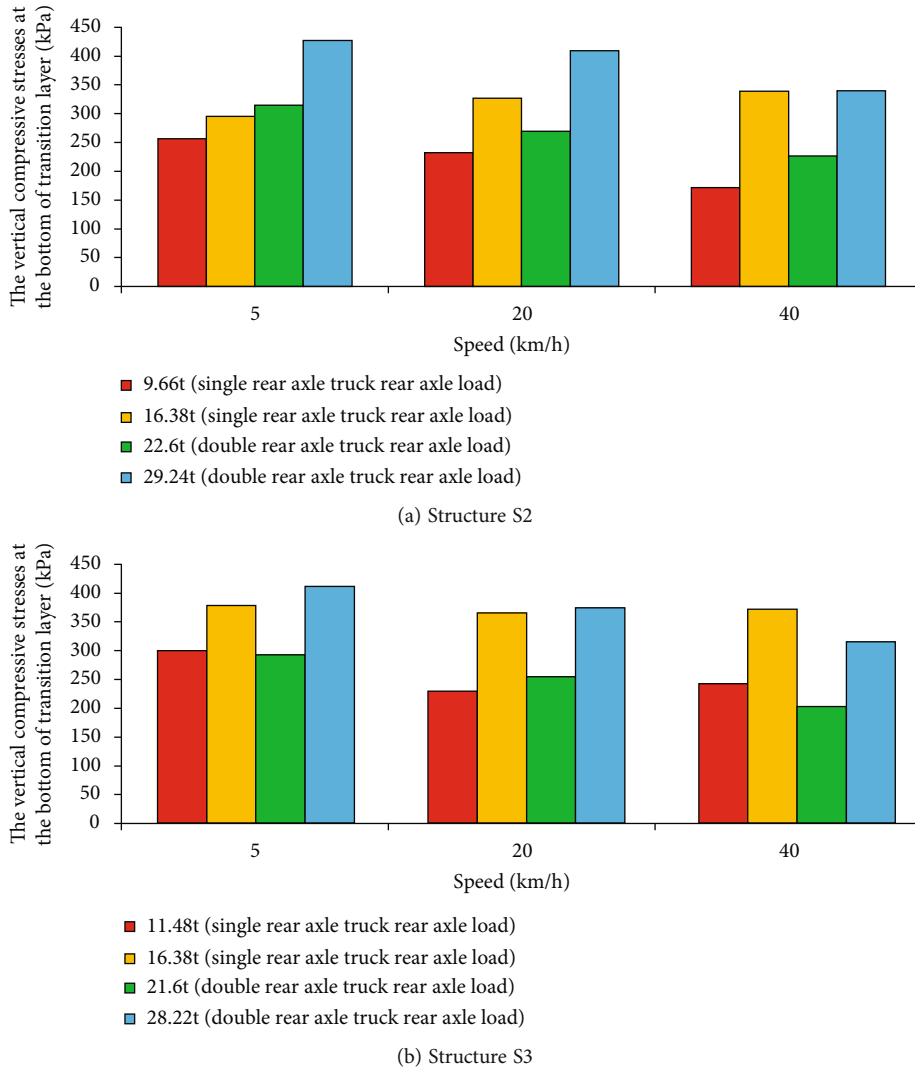 The vertical compressive stresses at
the bottom of transition layer (kPa)
450
400
350
300
250
200
150
100
50
0
5
20
40
Speed (km/h)
9.66t (single rear axle truck rear axle load)
16.38t (single rear axle truck rear axle load)
22.6t (double rear axle truck rear axle load)
29.24t (double rear axle truck rear axle load)
(a) Structure S2
The vertical compressive stresses at
the bottom of transition layer (kPa)
450
400
350
300
250
200
150
100
50
0
5
20
40
Speed (km/h)
11.48t (single rear axle truck rear axle load)
16.38t (single rear axle truck rear axle load)
21.6t (double rear axle truck rear axle load)
28.22t (double rear axle truck rear axle load)
(b) Structure S3